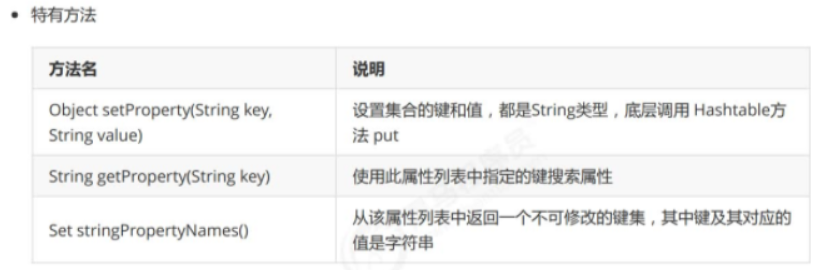 • 特有方法
方法名 说明
Object setProperty(String key, 设置集合的键和值，都是String类型，底层调用 Hashtable方
String value) 法 put
String getProperty(String key) 使用此属性列表中指定的键搜索属性
Set stringPropertyNames() 从该属性列表中返回一个不可修改的键集，其中键及其对应的
值是字符串